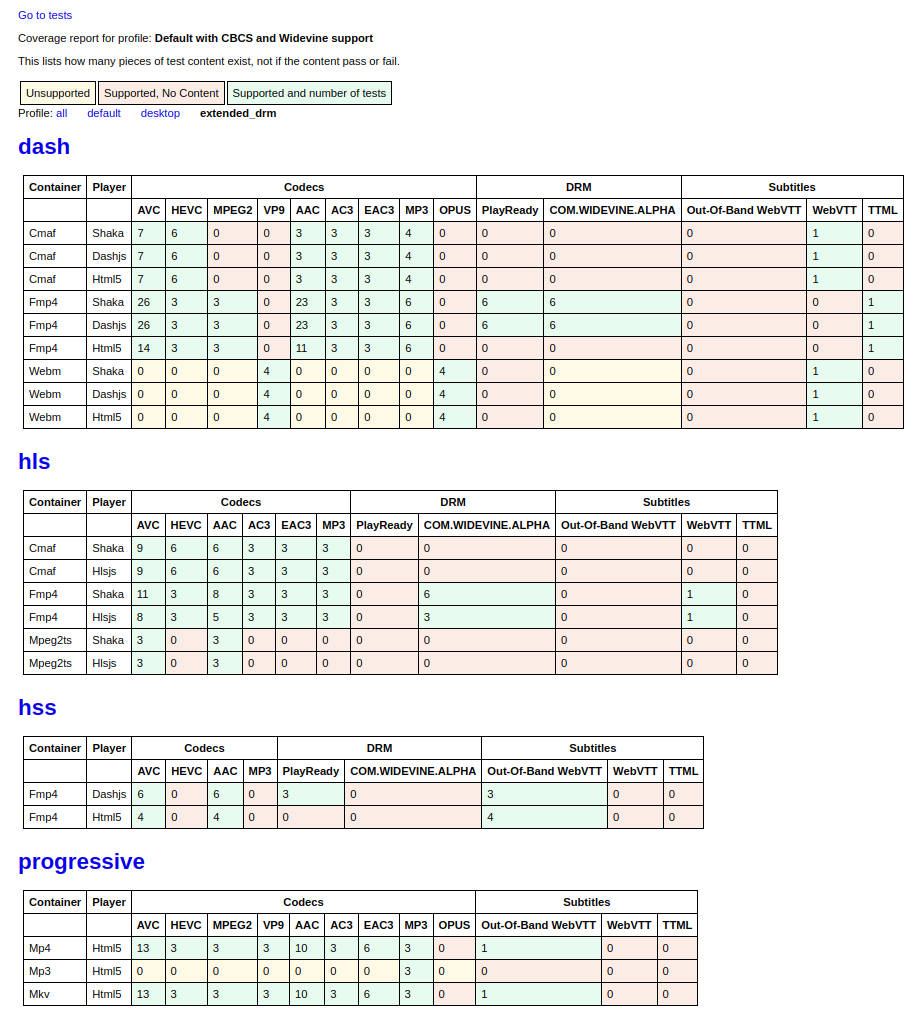 Go to tests
Coverage report for profile: Default with CBCS and Widevine support
This lists how many pieces of test content exist, not if the content pass or fail.
Unsupported Supported, No Content Supported and number of tests
Profile: all default desktop extended_drm
dash
Container Player Codecs DRM Subtitles
AVC HEVC MPEG2 VP9 AAC AC3 EAC3 MP3 OPUS PlayReady COM.WIDEVINE.ALPHA Out-Of-Band WebVTT WebVTT TTML
Cmaf Shaka 7 6 0 0 3 3 3 4 0 0 0 0 1 0
Cmaf Dashjs 7 6 0 0 3 3 3 4 0 0 0 0 1 0
Cmaf Html5 7 6 0 0 3 3 3 4 0 0 0 0 1 0
Fmp4 Shaka 26 3 3 0 23 3 3 6 0 6 6 0 0 1
Fmp4 Dashjs 26 3 3 0 23 3 3 6 0 6 6 0 0 1
Fmp4 Html5 14 3 3 0 11 3 3 6 0 0 0 0 0 1
Webm Shaka 0 0 0 4 0 0 0 0 4 0 0 0 1 0
Webm Dashjs 0 0 0 4 0 0 0 0 4 0 0 0 1 0
Webm Html5 0 0 0 4 0 0 0 0 4 0 0 0 1 0
hls
Container Player Codecs DRM Subtitles
AVC HEVC AAC AC3 EAC3 MP3 PlayReady COM.WIDEVINE.ALPHA Out-Of-Band WebVTT WebVTT TTML
Cmaf Shaka 9 6 6 3 3 3 0 0 0 0 0
Cmaf Hlsjs 9 6 6 3 3 3 0 0 0 0 0
Fmp4 Shaka 11 3 8 3 3 3 0 6 0 1 0
Fmp4 Hlsjs 8 3 5 3 3 3 0 3 0 1 0
Mpeg2ts Shaka 3 0 3 0 0 0 0 0 0 0 0
Mpeg2ts Hlsjs 3 0 3 0 0 0 0 0 0 0 0
hss
Container Player Codecs DRM Subtitles
AVC HEVC AAC MP3 PlayReady COM.WIDEVINE.ALPHA Out-Of-Band WebVTT WebVTT TTML
Fmp4 Dashjs 6 0 6 0 3 0 3 0 0
Fmp4 Html5 4 0 4 0 0 0 4 0 0
progressive
Container Player Codecs Subtitles
AVC HEVC MPEG2 VP9 AAC AC3 EAC3 MP3 OPUS Out-Of-Band WebVTT WebVTT TTML
Mp4 Html5 13 3 3 3 10 3 6 3 0 1 0 0
Mp3 Html5 0 0 0 0 0 0 0 3 0 0 0 0
Mkv Html5 13 3 3 3 10 3 6 3 0 1 0 0